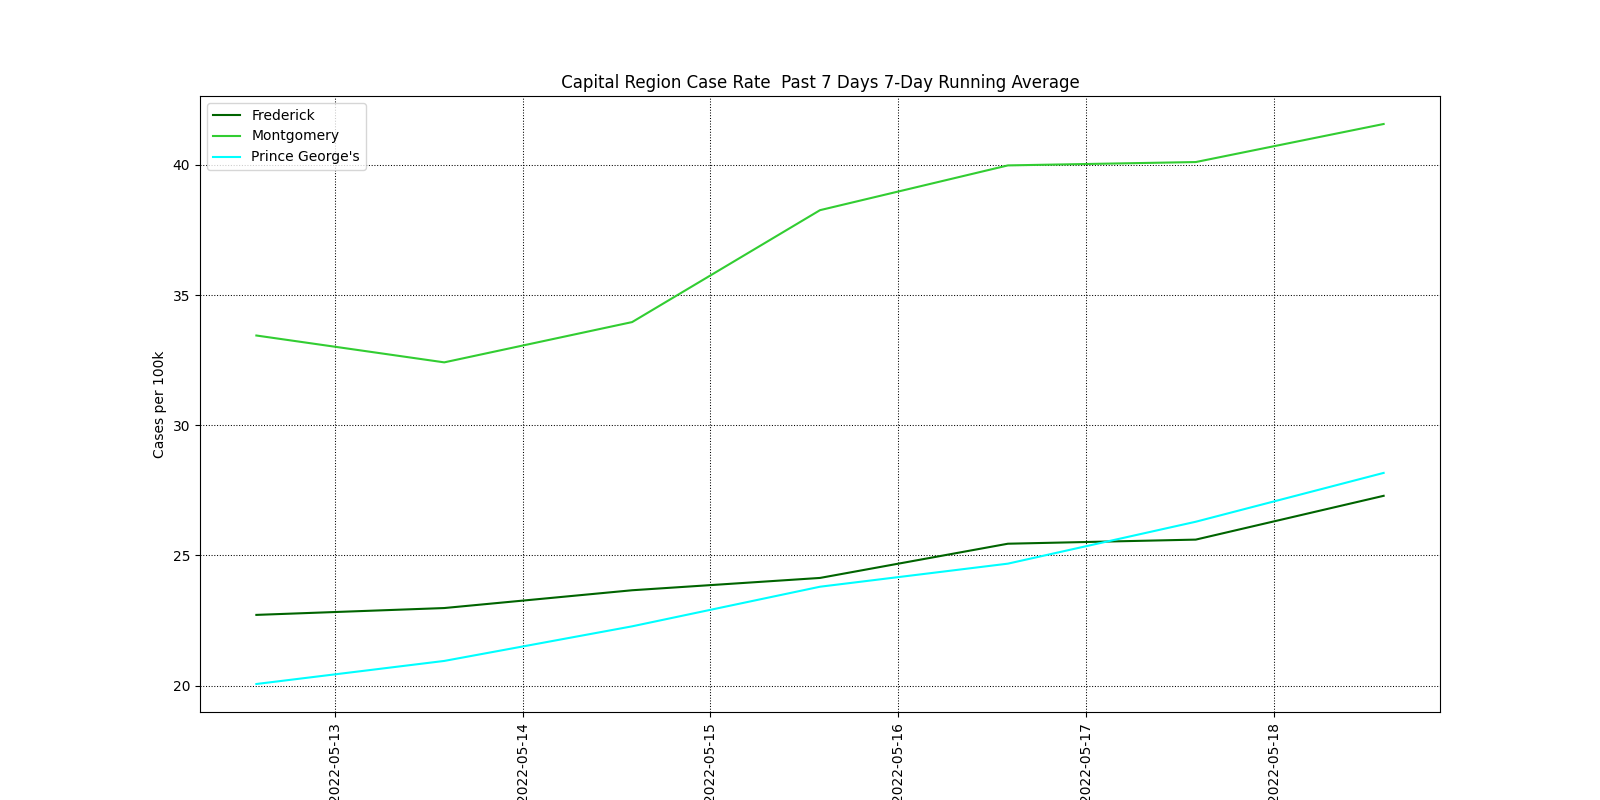 Capital Region Case Rate  Past 7 Days 7-Day Running Average
Frederick
Montgomery
Prince George's
40
35
30
25
20
Cases per 100k
2022-05-13
2022-05-14
2022-05-15
2022-05-16
2022-05-17
2022-05-18